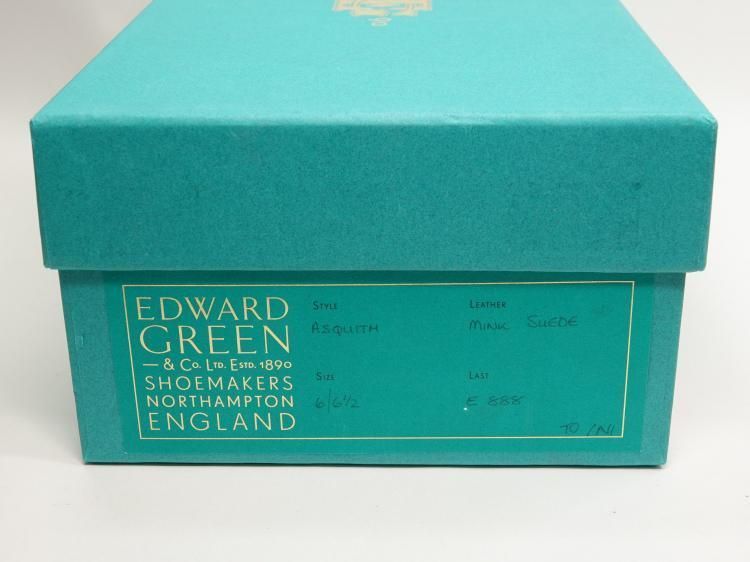 EDWARD
GREEN
— & CO. LTD. ESTD. 1890
SHOEMAKERS
NORTHAMPTON
ENGLAND
STYLE
ASQUITH
LEATHER
MINK SUEDE
SIZE
6/6½
LAST
E 888